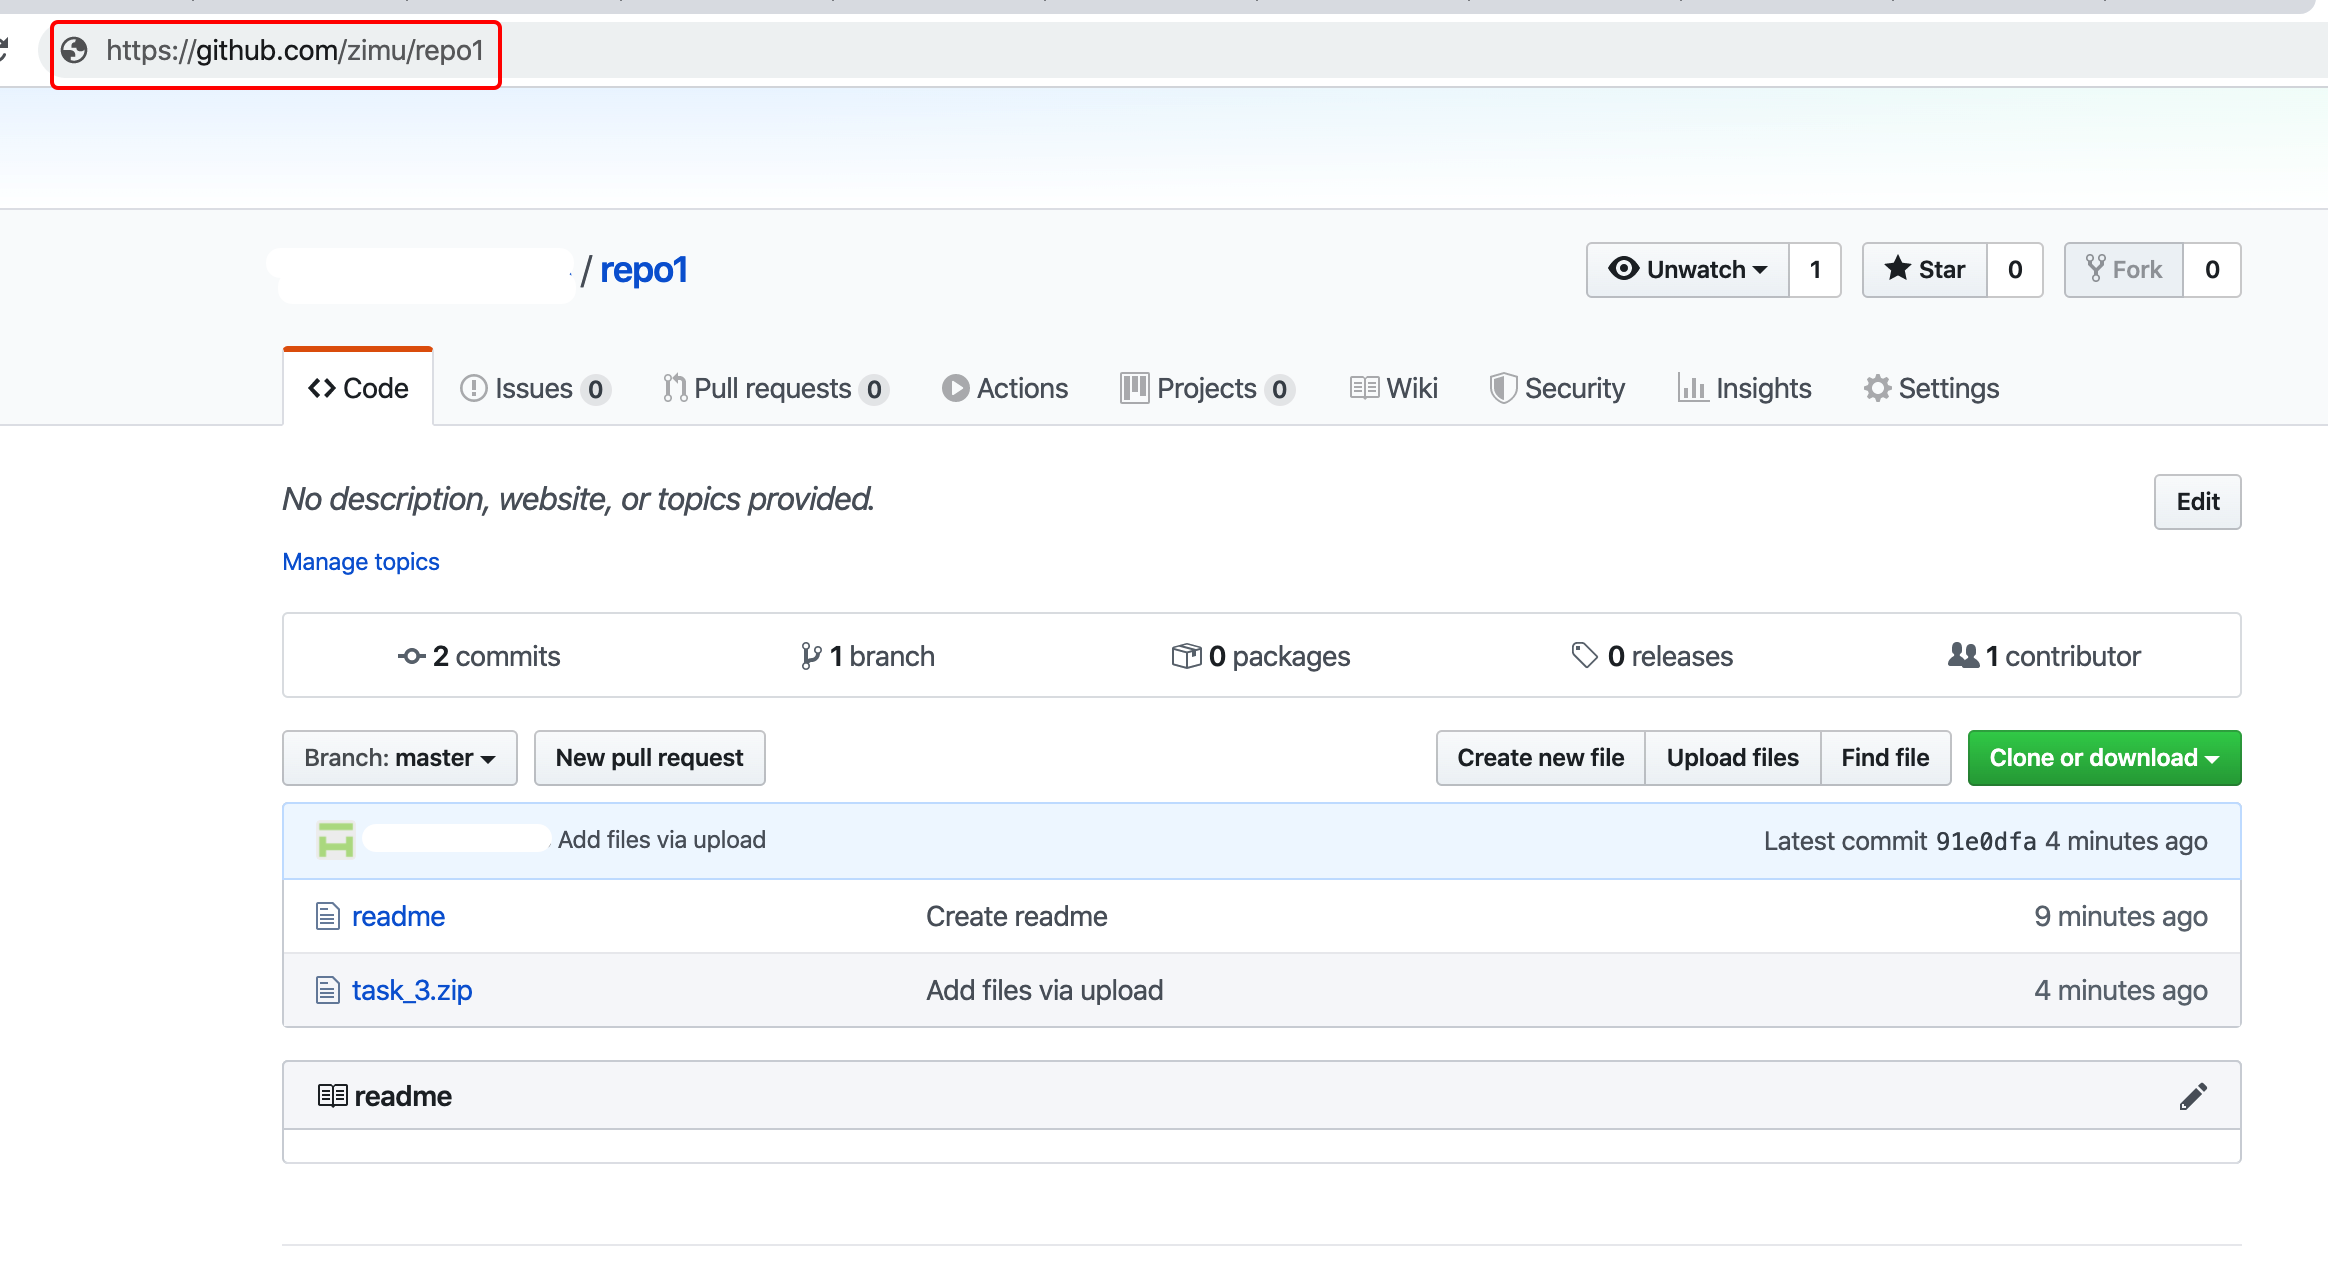 https://github.com/zimu/repo1
/ repo1
Unwatch 1 Star 0 Fork 0
Code Issues 0 Pull requests 0 Actions Projects 0 Wiki Security Insights Settings
No description, website, or topics provided.
Edit
Manage topics
2 commits 1 branch 0 packages 0 releases 1 contributor
Branch: master New pull request Create new file Upload files Find file Clone or download
Add files via upload Latest commit 91e0dfa 4 minutes ago
readme Create readme 9 minutes ago
task_3.zip Add files via upload 4 minutes ago
readme